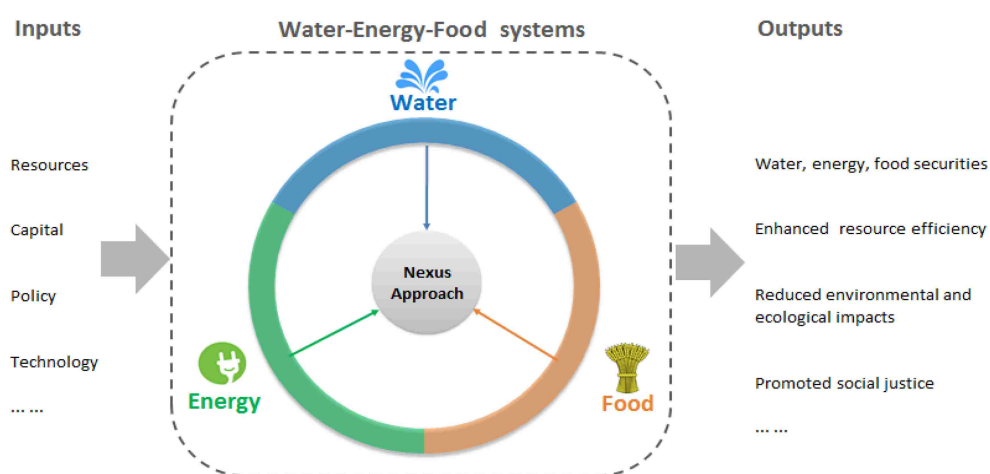 Inputs
Water-Energy-Food systems
Outputs
Water
Resources
Capital
Policy
Technology
... ...
Nexus
Approach
Energy
Food
Water, energy, food securities
Enhanced resource efficiency
Reduced environmental and
ecological impacts
Promoted social justice
... ...